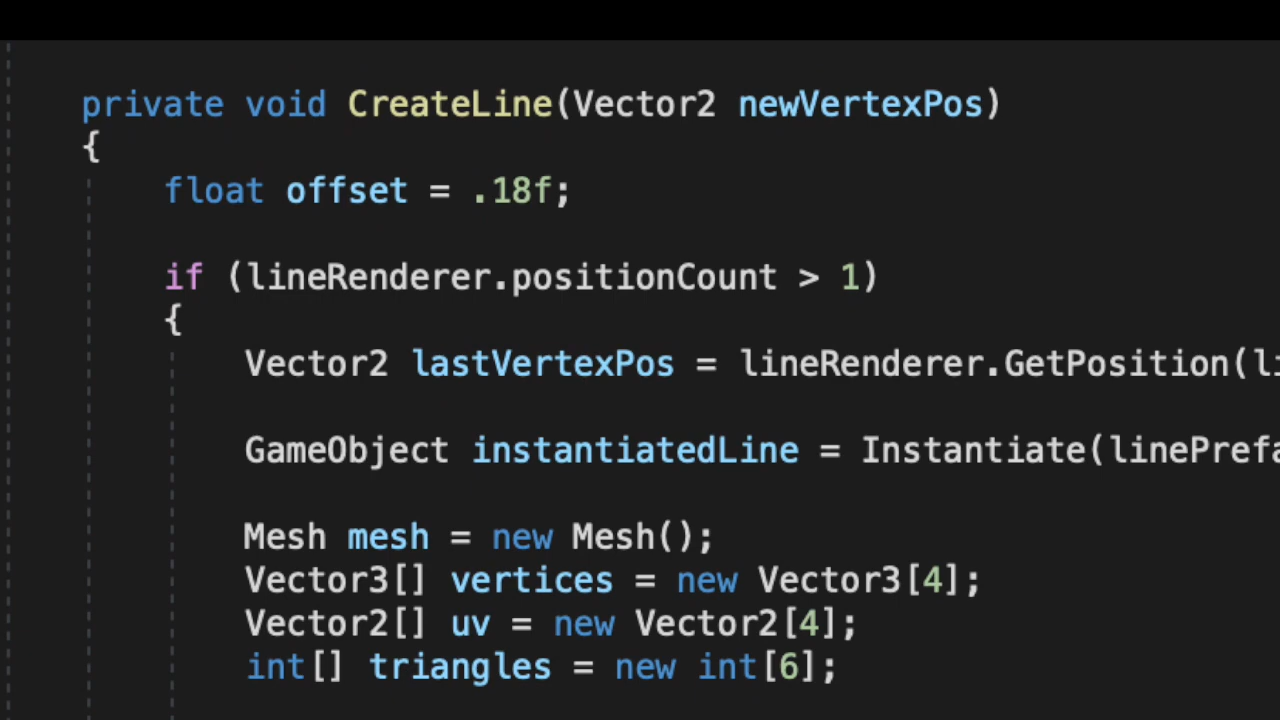 private void CreateLine(Vector2 newVertexPos)
{
float offset = .18f;
if (lineRenderer.positionCount > 1)
{
Vector2 lastVertexPos = lineRenderer.GetPosition(
GameObject instantiatedLine = Instantiate(
Mesh mesh = new Mesh();
Vector3[] vertices = new Vector3[4];
Vector2[] uv = new Vector2[4];
int[] triangles = new int[6];